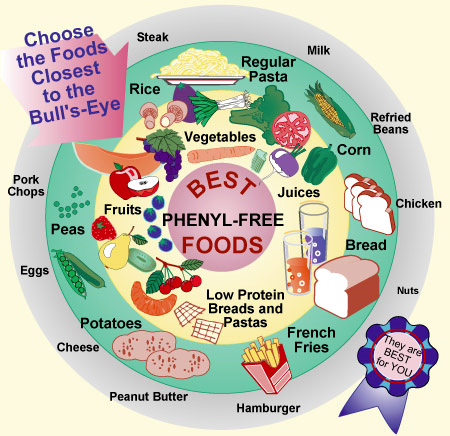 Choose
the Foods
Closest
to the
Bull's-Eye
Steak
Milk
Regular
Pasta
Rice
Refried
Beans
Vegetables
Corn
BEST
PHENYL-FREE
FOODS
Juices
Pork
Chops
Chicken
Fruits
Peas
Bread
Eggs
Nuts
Low Protein
Breads and
Pastas
Potatoes
French
Fries
Cheese
They are
BEST
for YOU
Peanut Butter
Hamburger